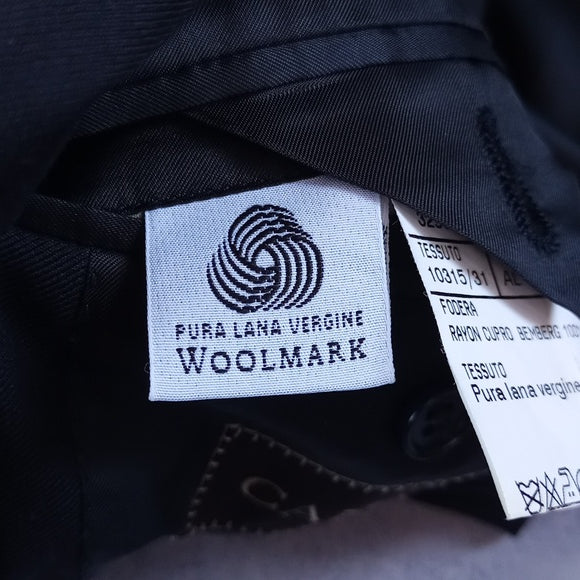 PURA LANA VERGINE
WOOLMARK
TESSUTO
10315/31
FODERA
RAYON CUPRO BEMBERG
TESSUTO
Pura lana vergine